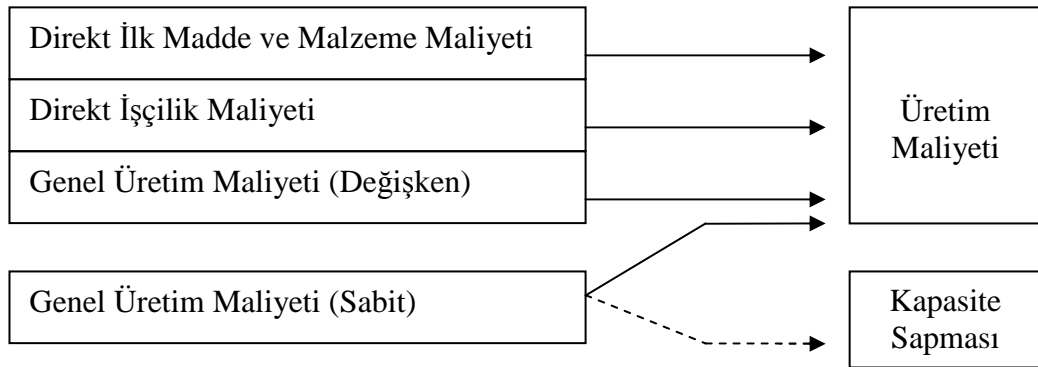 Direkt İlk Madde ve Malzeme Maliyeti
Direkt İşçilik Maliyeti
Genel Üretim Maliyeti (Değişken)
Genel Üretim Maliyeti (Sabit)
Üretim
Maliyeti
Kapasite
Sapması